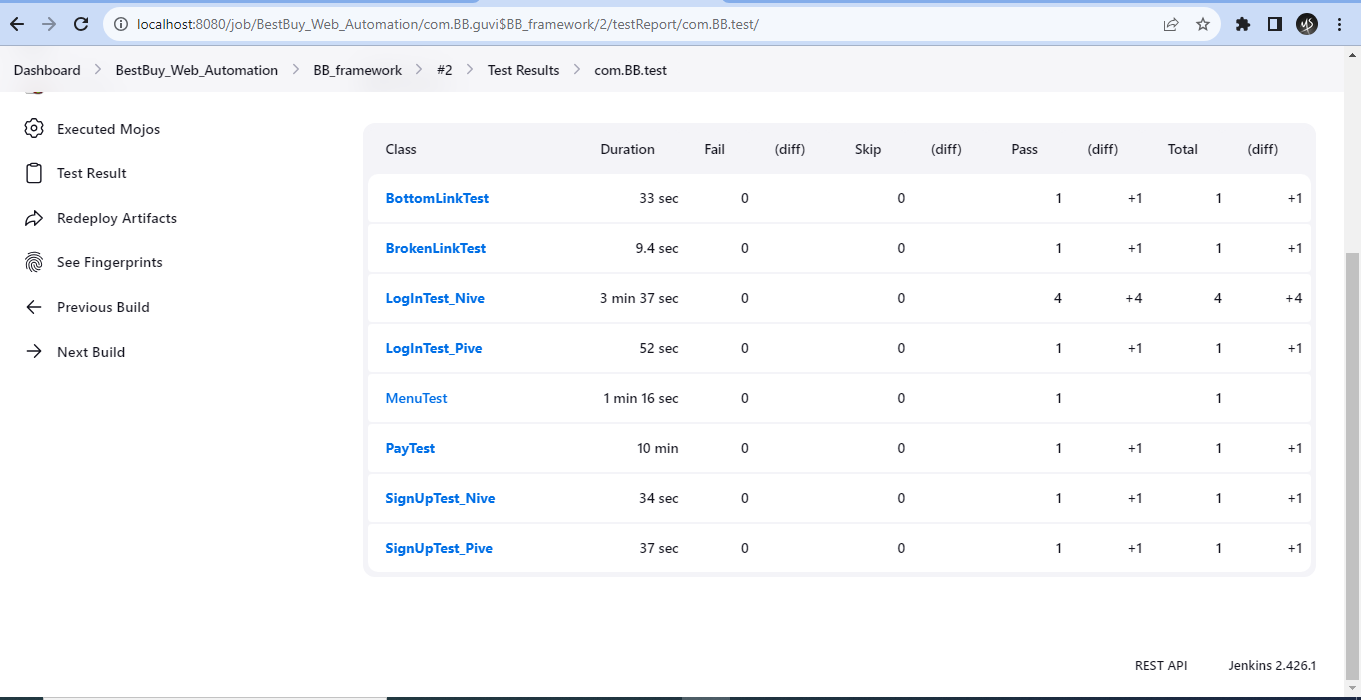 localhost:8080/job/BestBuy_Web_Automation/com.BB.guvi$BB_framework/2/testReport/com.BB.test/
Dashboard > BestBuy_Web_Automation > BB_framework > #2 > Test Results > com.BB.test
Executed Mojos
Test Result
Redeploy Artifacts
See Fingerprints
Previous Build
Next Build
Class Duration Fail (diff) Skip (diff) Pass (diff) Total (diff)
BottomLinkTest 33 sec 0 0 1 +1 1 +1
BrokenLinkTest 9.4 sec 0 0 1 +1 1 +1
LogInTest_Nive 3 min 37 sec 0 0 4 +4 4 +4
LogInTest_Pive 52 sec 0 0 1 +1 1 +1
MenuTest 1 min 16 sec 0 0 1 1
PayTest 10 min 0 0 1 +1 1 +1
SignUpTest_Nive 34 sec 0 0 1 +1 1 +1
SignUpTest_Pive 37 sec 0 0 1 +1 1 +1
REST API Jenkins 2.426.1